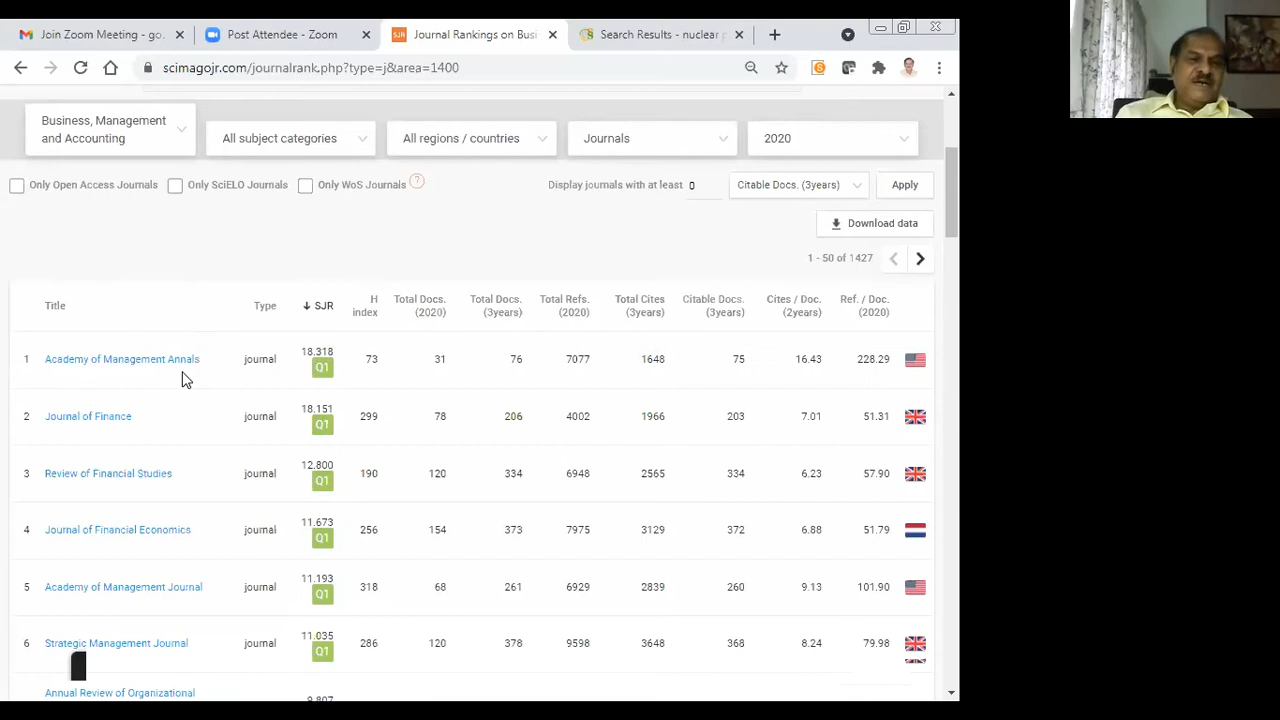 Join Zoom Meeting - go.
Post Attendee - Zoom
SJR
Journal Rankings on Busi
Search Results - nuclear p
scimagojr.com/journalrank.php?type=j&area=1400
Business, Management
and Accounting
All subject categories
All regions / countries
Journals
2020
Only Open Access Journals
Only SciELO Journals
Only WoS Journals
?
Display journals with at least 0
Citable Docs. (3years)
Apply
Download data
1 - 50 of 1427
Title Type SJR H index Total Docs. (2020) Total Docs. (3years) Total Refs. (2020) Total Cites (3years) Citable Docs. (3years) Cites / Doc. (2years) Ref. / Doc. (2020)
1 Academy of Management Annals journal 18.318 Q1 73 31 76 7077 1648 75 16.43 228.29
2 Journal of Finance journal 18.151 Q1 299 78 206 4002 1966 203 7.01 51.31
3 Review of Financial Studies journal 12.800 Q1 190 120 334 6948 2565 334 6.23 57.90
4 Journal of Financial Economics journal 11.673 Q1 256 154 373 7975 3129 372 6.88 51.79
5 Academy of Management Journal journal 11.193 Q1 318 68 261 6929 2839 260 9.13 101.90
6 Strategic Management Journal journal 11.035 Q1 286 120 378 9598 3648 368 8.24 79.98
Annual Review of Organizational
9.807